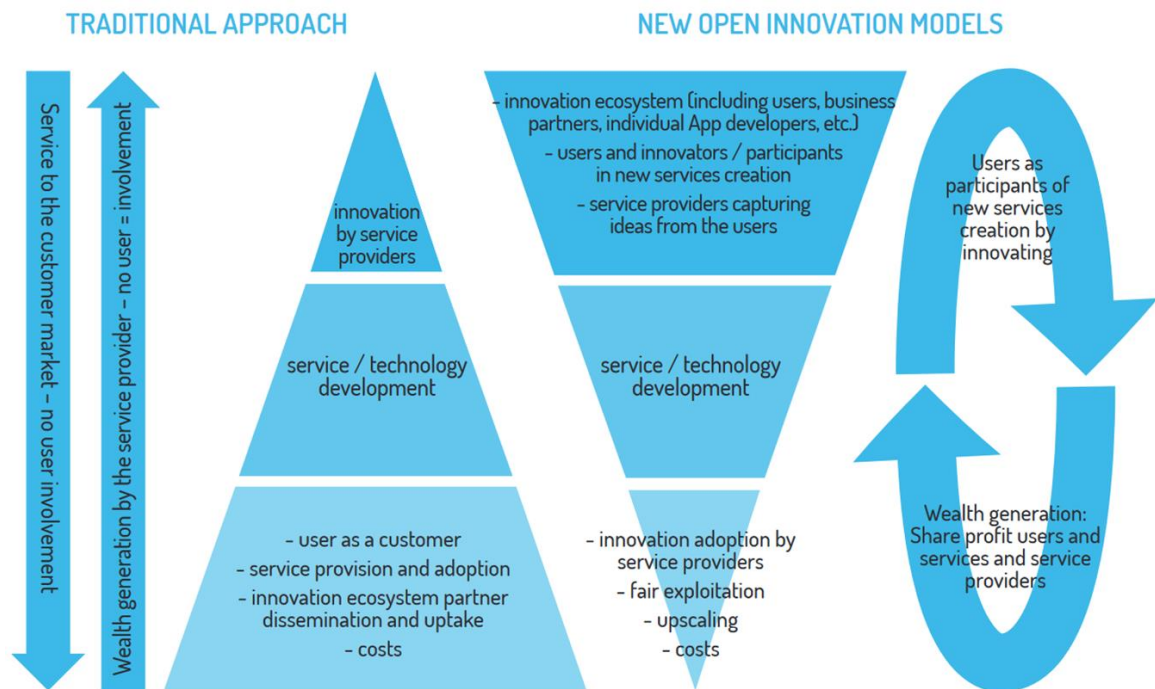 TRADITIONAL APPROACH
NEW OPEN INNOVATION MODELS
Service to the customer market – no user involvement
Wealth generation by the service provider – no user = involvement
innovation
by service
providers
service / technology
development
- user as a customer
- service provision and adoption
- innovation ecosystem partner
dissemination and uptake
- costs
- innovation ecosystem (including users, business
partners, individual App developers, etc.)
- users and innovators / participants
in new services creation
- service providers capturing
ideas from the users
service / technology
development
- innovation adoption by
service providers
- fair exploitation
- upscaling
- costs
Users as
participants of
new services
creation by
innovating
Wealth generation:
Share profit users and
services and service
providers